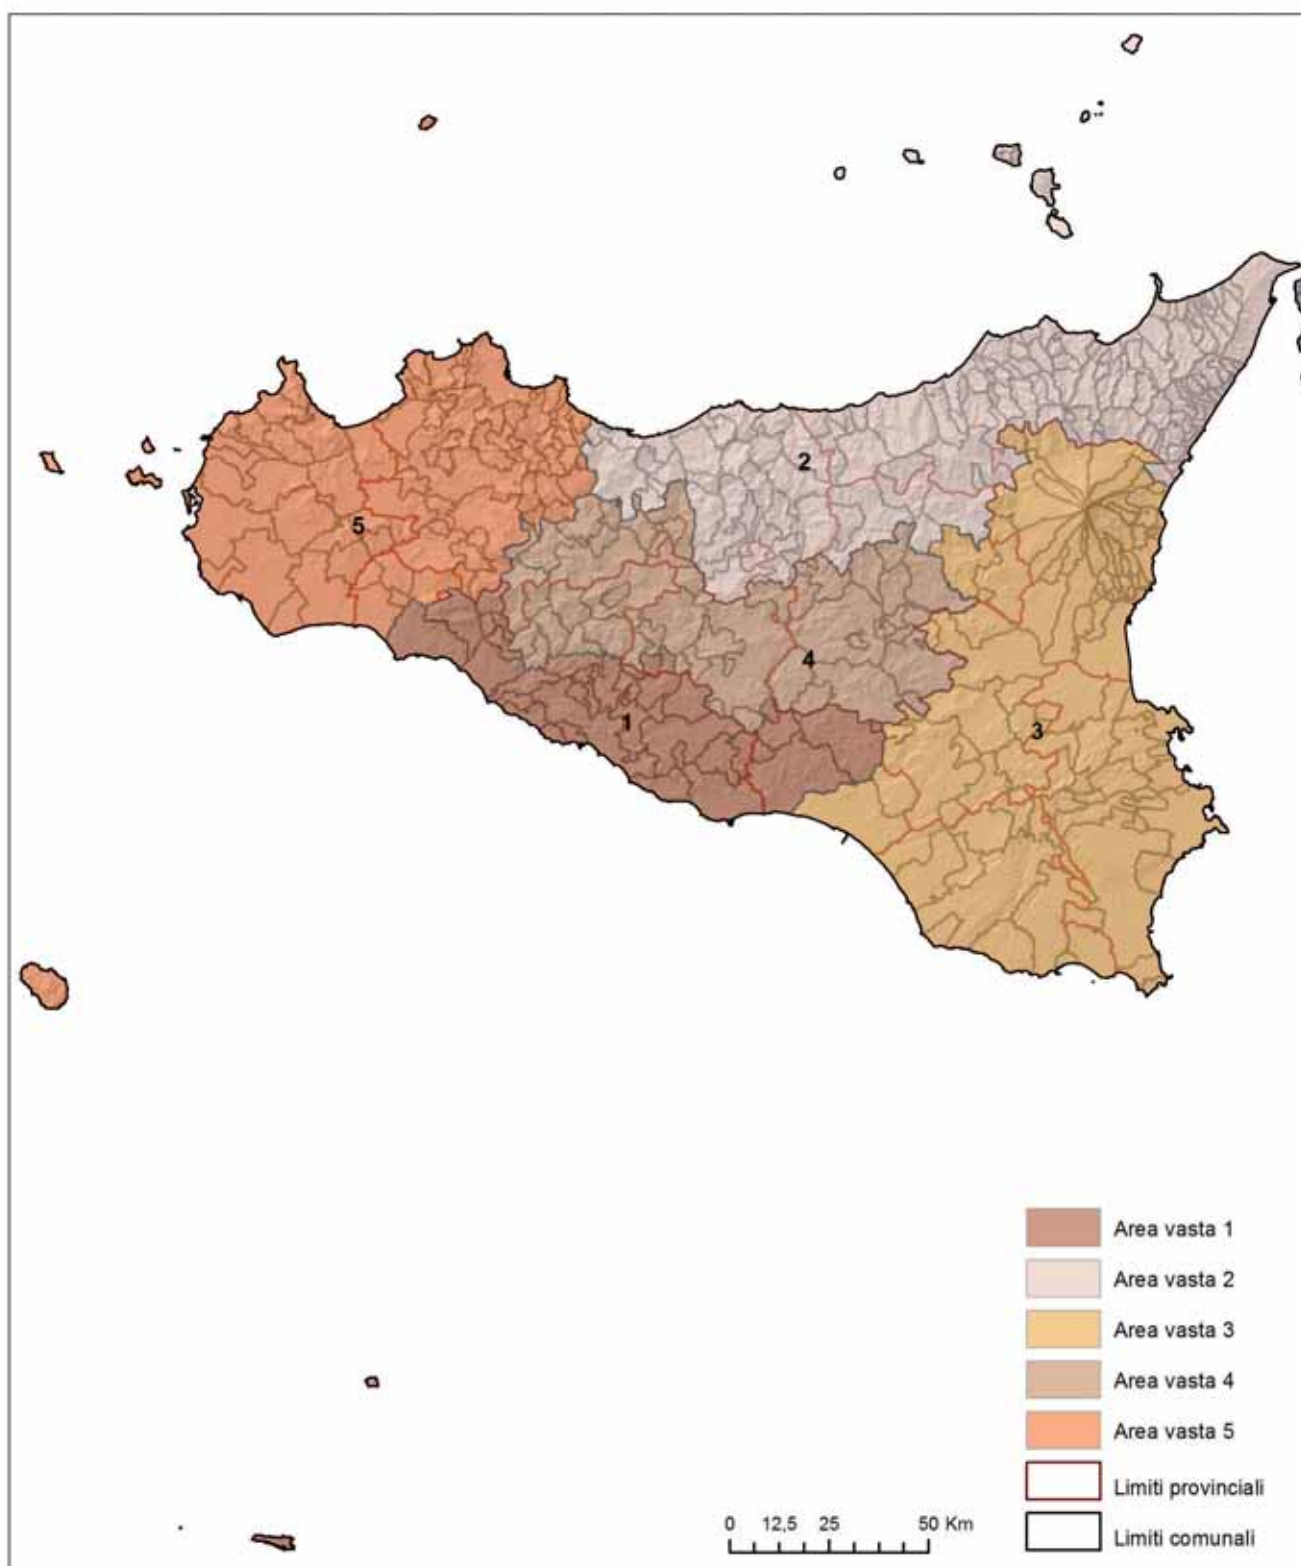 2
5
4
1
3
Area vasta 1
Area vasta 2
Area vasta 3
Area vasta 4
Area vasta 5
Limiti provinciali
Limiti comunali
0 12,5 25 50 Km